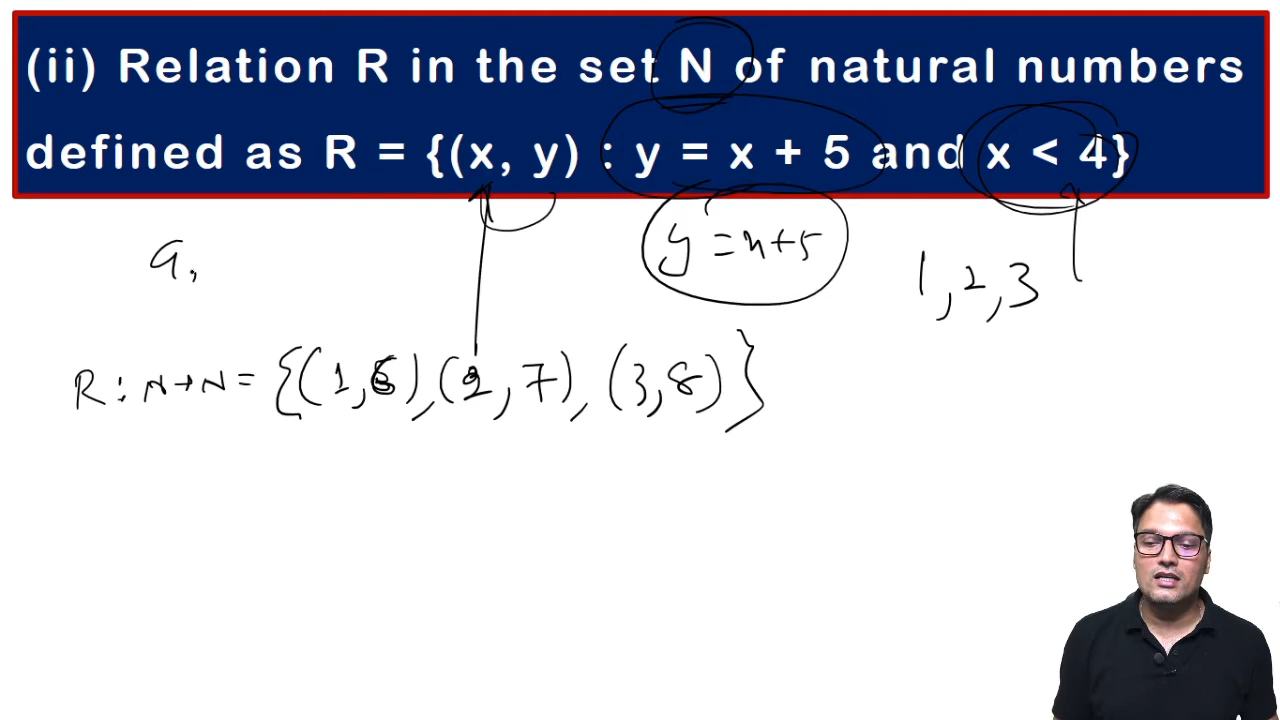 (ii) Relation R in the set N of natural numbers
defined as R = {(x, y) : y = x + 5 and x < 4}
a,
y = x+5
1, 2, 3
R : N→N = {(1,6), (2,7), (3,8)}